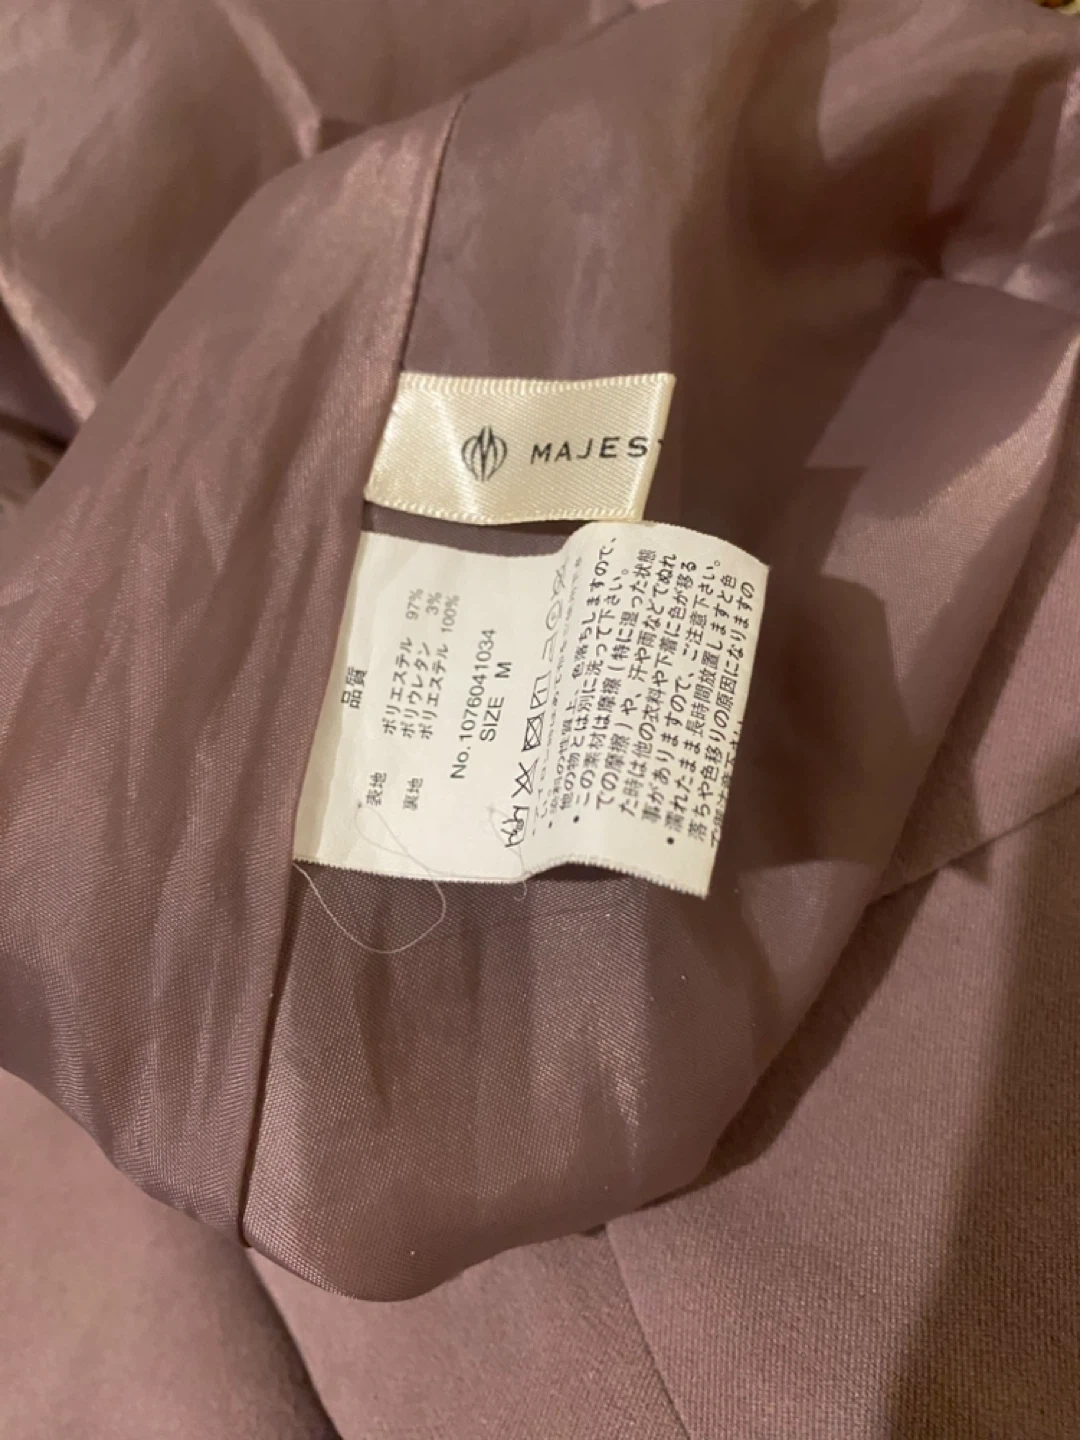 MAJES
品質
表地 ポリエステル 97%
ポリウレタン 3%
裏地 ポリエステル 100%
No.1076041034
SIZE M
他の物とは別に洗って下さい。
•この素材は摩擦(特に湿った状態
での摩擦)や、汗や雨などでぬれ
た時は他の衣料や下着に色が移る
事がありますので、ご注意下さい。
•濡れたまま長時間放置しますと色
落ちや色移りの原因になりますの